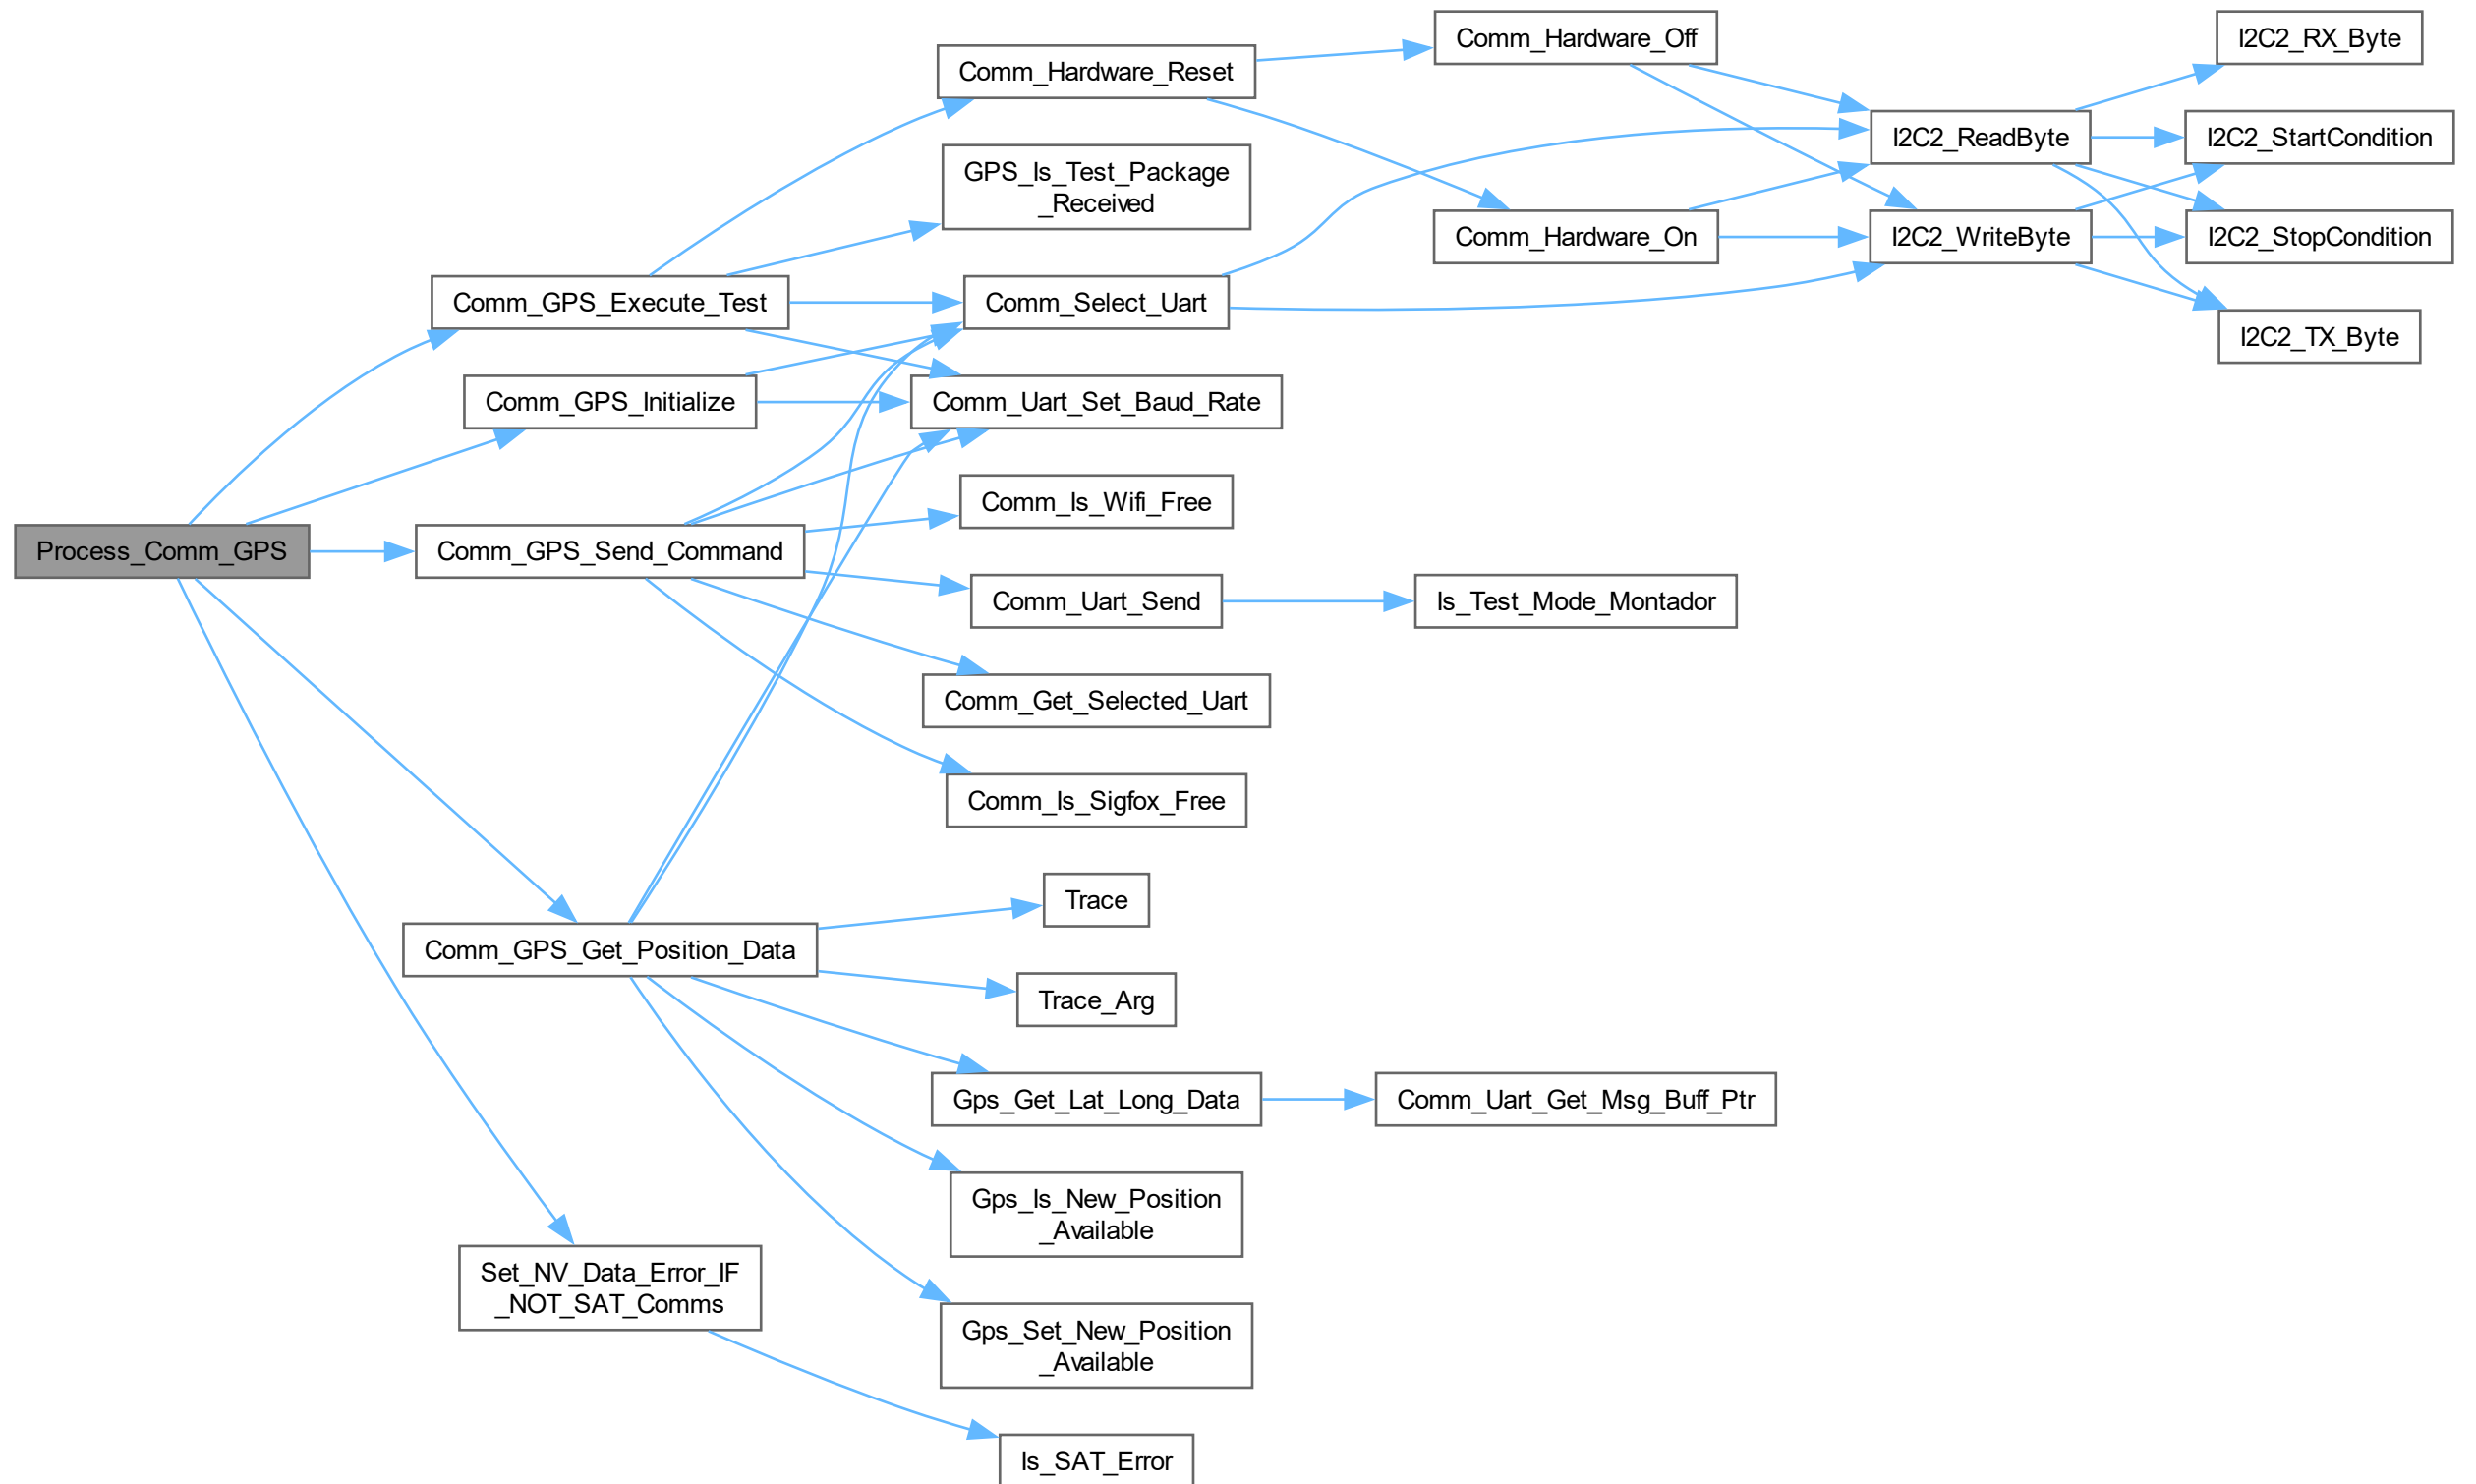 Comm_Hardware_Off
I2C2_RX_Byte
Comm_Hardware_Reset
I2C2_ReadByte
I2C2_StartCondition
GPS_Is_Test_Package
_Received
Comm_Hardware_On
I2C2_WriteByte
I2C2_StopCondition
Comm_GPS_Execute_Test
Comm_Select_Uart
I2C2_TX_Byte
Comm_GPS_Initialize
Comm_Uart_Set_Baud_Rate
Comm_Is_Wifi_Free
Process_Comm_GPS
Comm_GPS_Send_Command
Comm_Uart_Send
Is_Test_Mode_Montador
Comm_Get_Selected_Uart
Comm_Is_Sigfox_Free
Trace
Comm_GPS_Get_Position_Data
Trace_Arg
Gps_Get_Lat_Long_Data
Comm_Uart_Get_Msg_Buff_Ptr
Gps_Is_New_Position
_Available
Set_NV_Data_Error_IF
_NOT_SAT_Comms
Gps_Set_New_Position
_Available
Is_SAT_Error